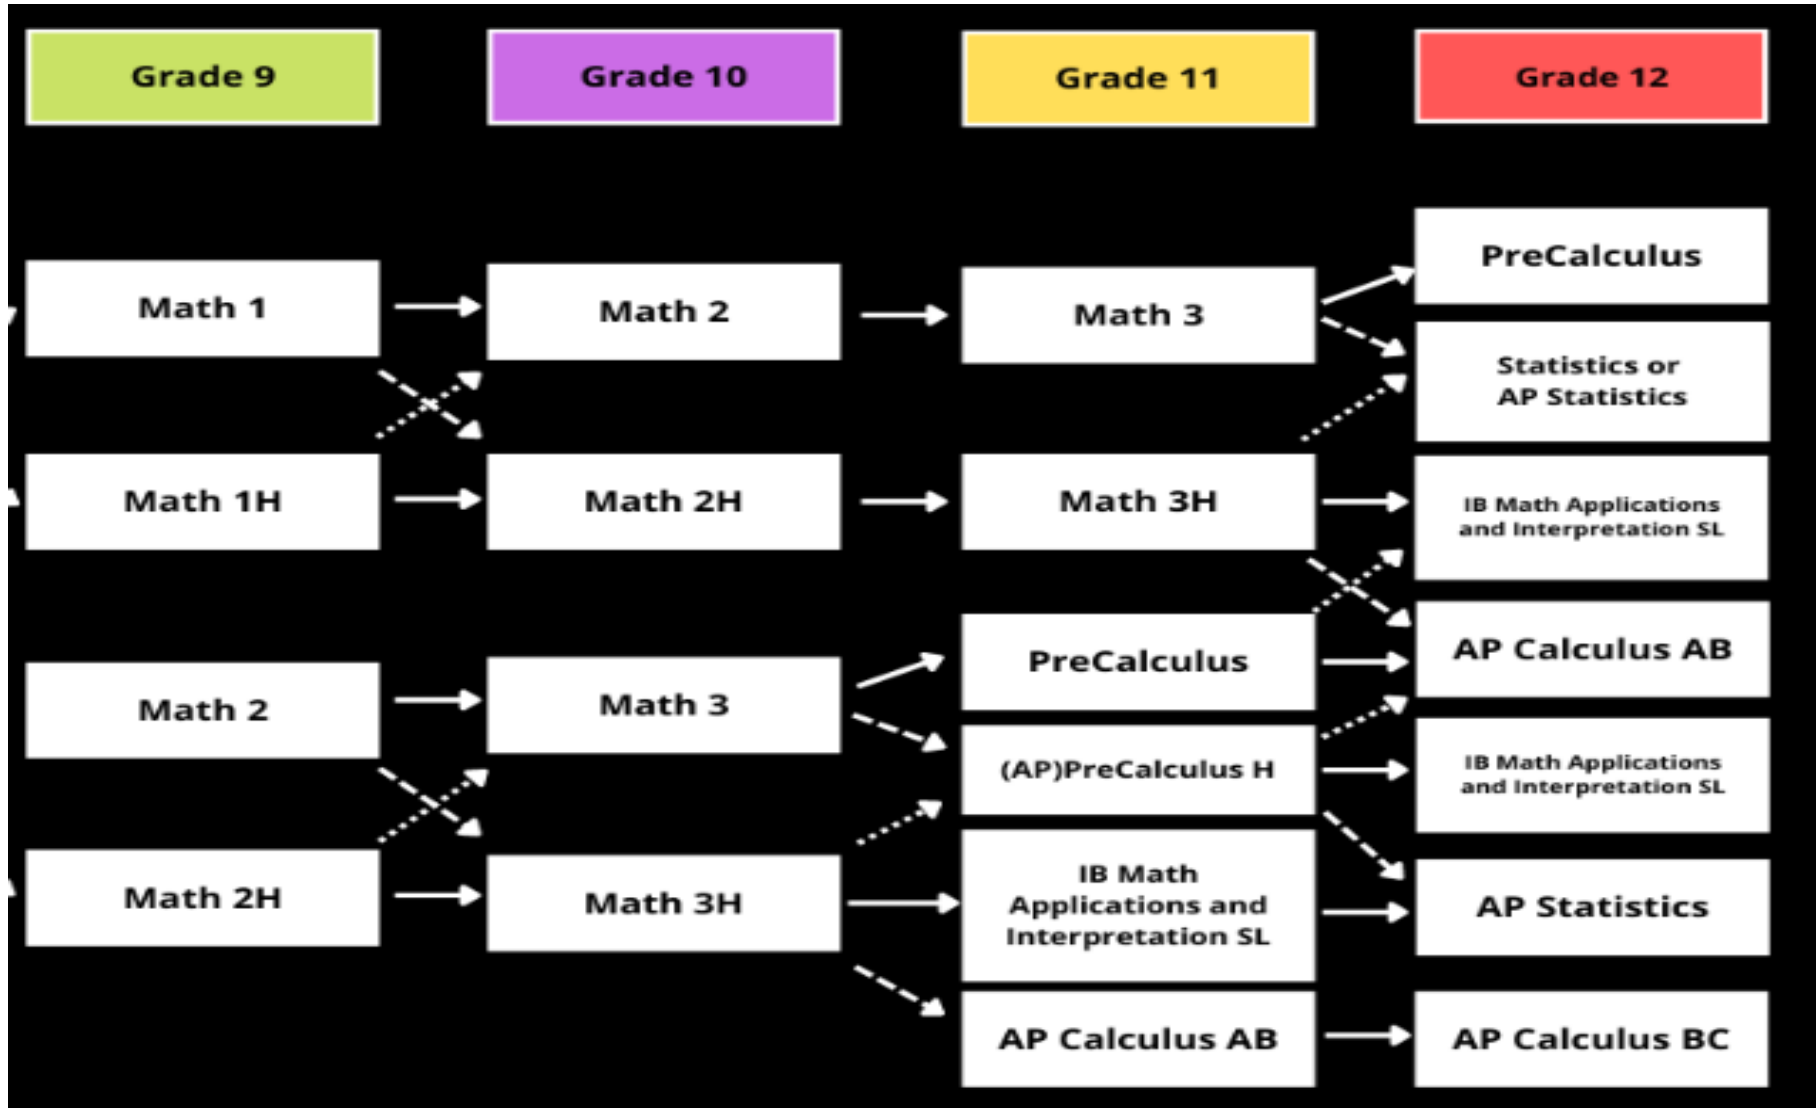 Grade 9
Grade 10
Grade 11
Grade 12
Math 1
Math 2
Math 3
PreCalculus
Statistics or
AP Statistics
Math 1H
Math 2H
Math 3H
IB Math Applications
and Interpretation SL
Math 2
Math 3
PreCalculus
AP Calculus AB
(AP)PreCalculus H
IB Math Applications
and Interpretation SL
Math 2H
Math 3H
IB Math
Applications and
Interpretation SL
AP Statistics
AP Calculus AB
AP Calculus BC